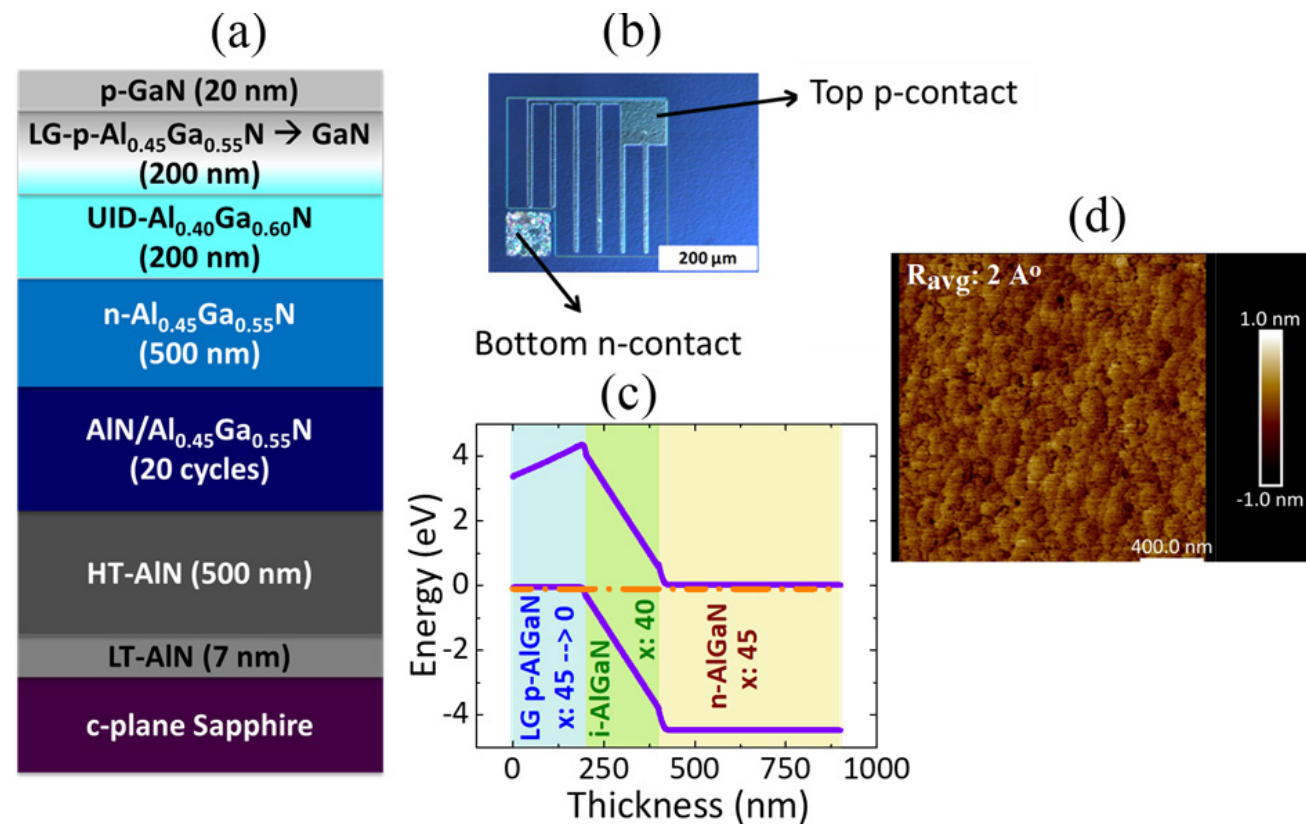 (a)
p-GaN (20 nm)
LG-p-Al0.45Ga0.55N → GaN
(200 nm)
UID-Al0.40Ga0.60N
(200 nm)
n-Al0.45Ga0.55N
(500 nm)
AlN/Al0.45Ga0.55N
(20 cycles)
HT-AlN (500 nm)
LT-AlN (7 nm)
c-plane Sapphire
(b)
Top p-contact
200 µm
Bottom n-contact
(c)
Energy (eV)
4
2
0
-2
-4
LG p-AlGaN
x: 45 --> 0
i-AlGaN
x: 40
n-AlGaN
x: 45
0
250
500
750
1000
Thickness (nm)
(d)
Ravg: 2 Aº
1.0 nm
-1.0 nm
400.0 nm